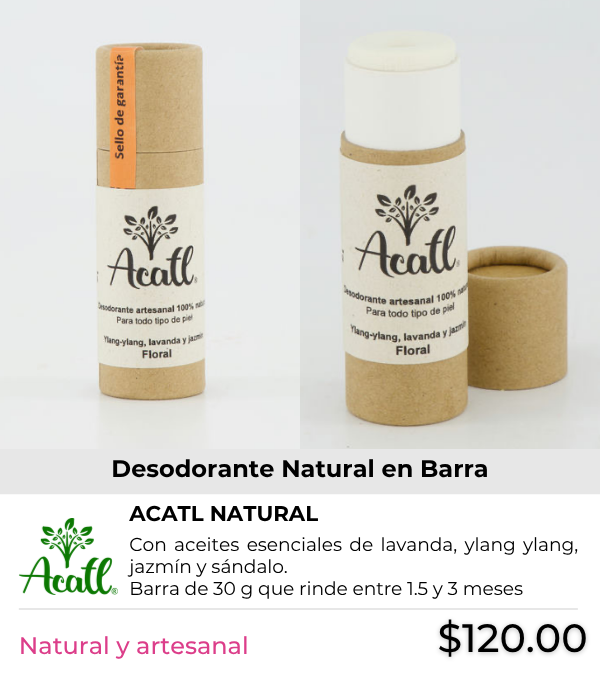 Sello de garantía
Acatl®
Desodorante artesanal 100%
Para todo tipo de piel
Ylang-ylang, lavanda y jazmín
Floral
Acatl
Desodorante artesanal 100%
Para todo tipo de piel
Ylang-ylang, lavanda y jazmín
Floral
Desodorante Natural en Barra
ACATL NATURAL
Acatl®
Con aceites esenciales de lavanda, ylang ylang,
jazmín y sándalo.
Barra de 30 g que rinde entre 1.5 y 3 meses
Natural y artesanal
$120.00